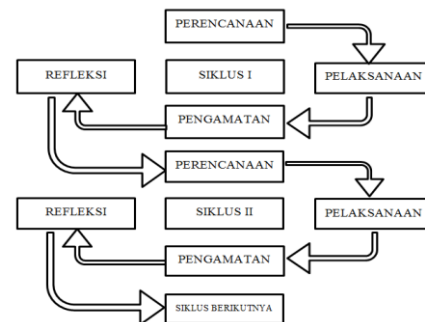 PERENCANAAN
REFLEKSI
SIKLUS I
PELAKSANAAN
PENGAMATAN
PERENCANAAN
REFLEKSI
SIKLUS II
PELAKSANAAN
PENGAMATAN
SIKLUS BERIKUTNYA